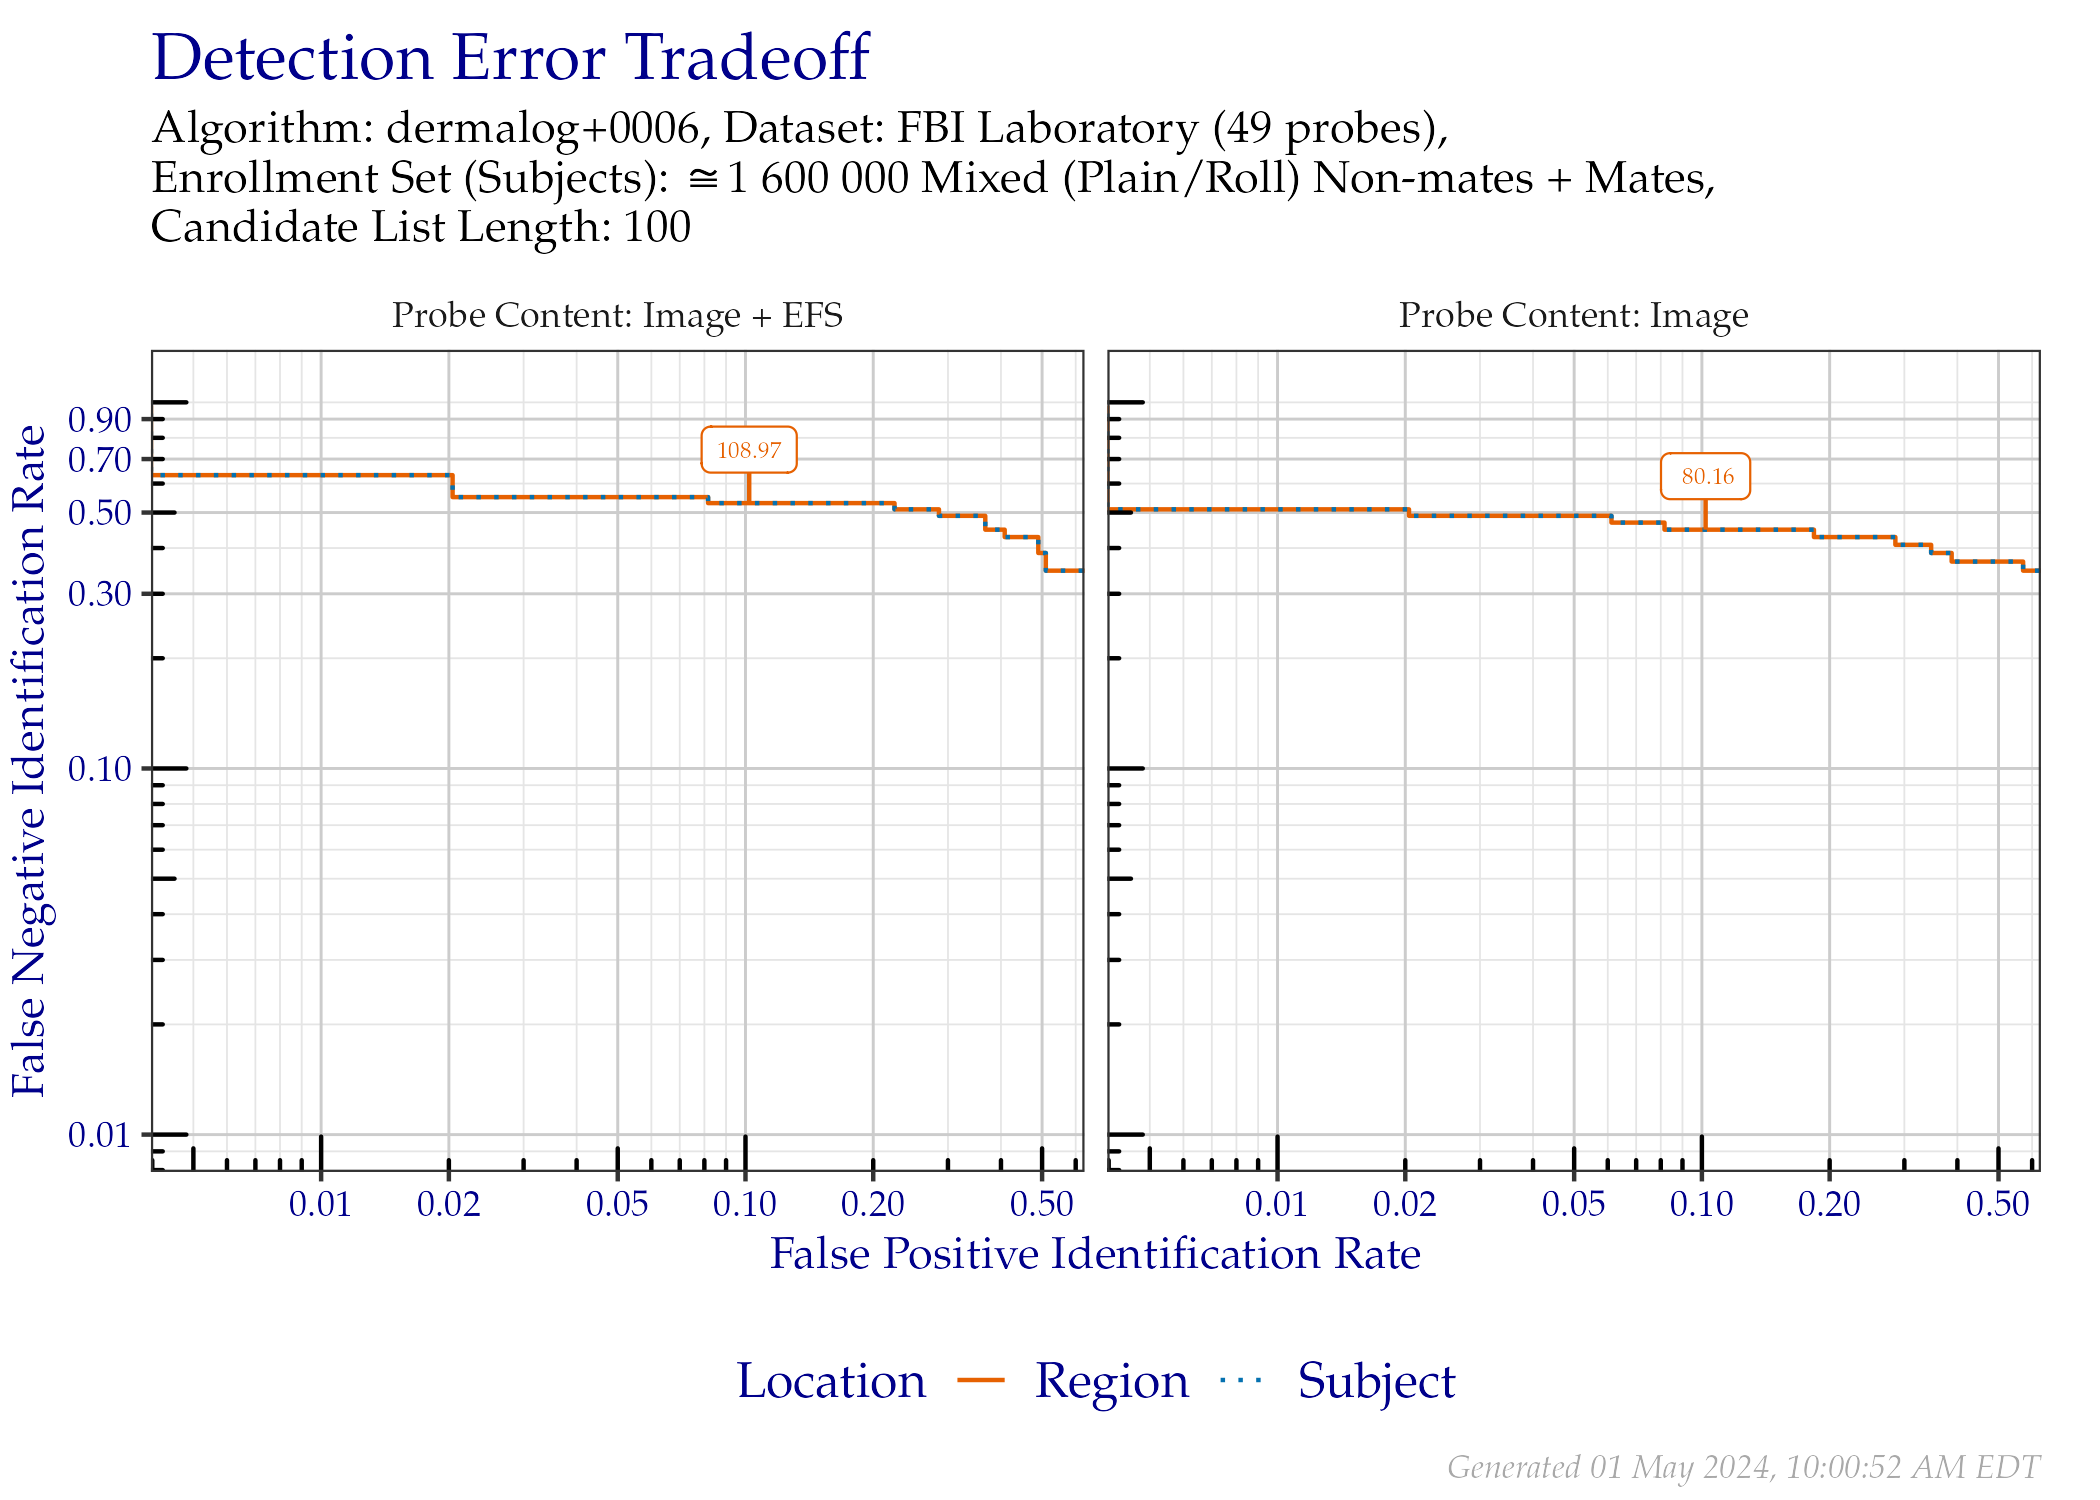 Detection Error Tradeoff
Algorithm: dermalog+0006, Dataset: FBI Laboratory (49 probes),
Enrollment Set (Subjects): ≅1 600 000 Mixed (Plain/Roll) Non-mates + Mates,
Candidate List Length: 100
Probe Content: Image + EFS
Probe Content: Image
False Negative Identification Rate
0.90
0.70
0.50
0.30
0.10
0.01
108.97
80.16
0.01 0.02 0.05 0.10 0.20 0.50
0.01 0.02 0.05 0.10 0.20 0.50
False Positive Identification Rate
Location Region Subject
Generated 01 May 2024, 10:00:52 AM EDT